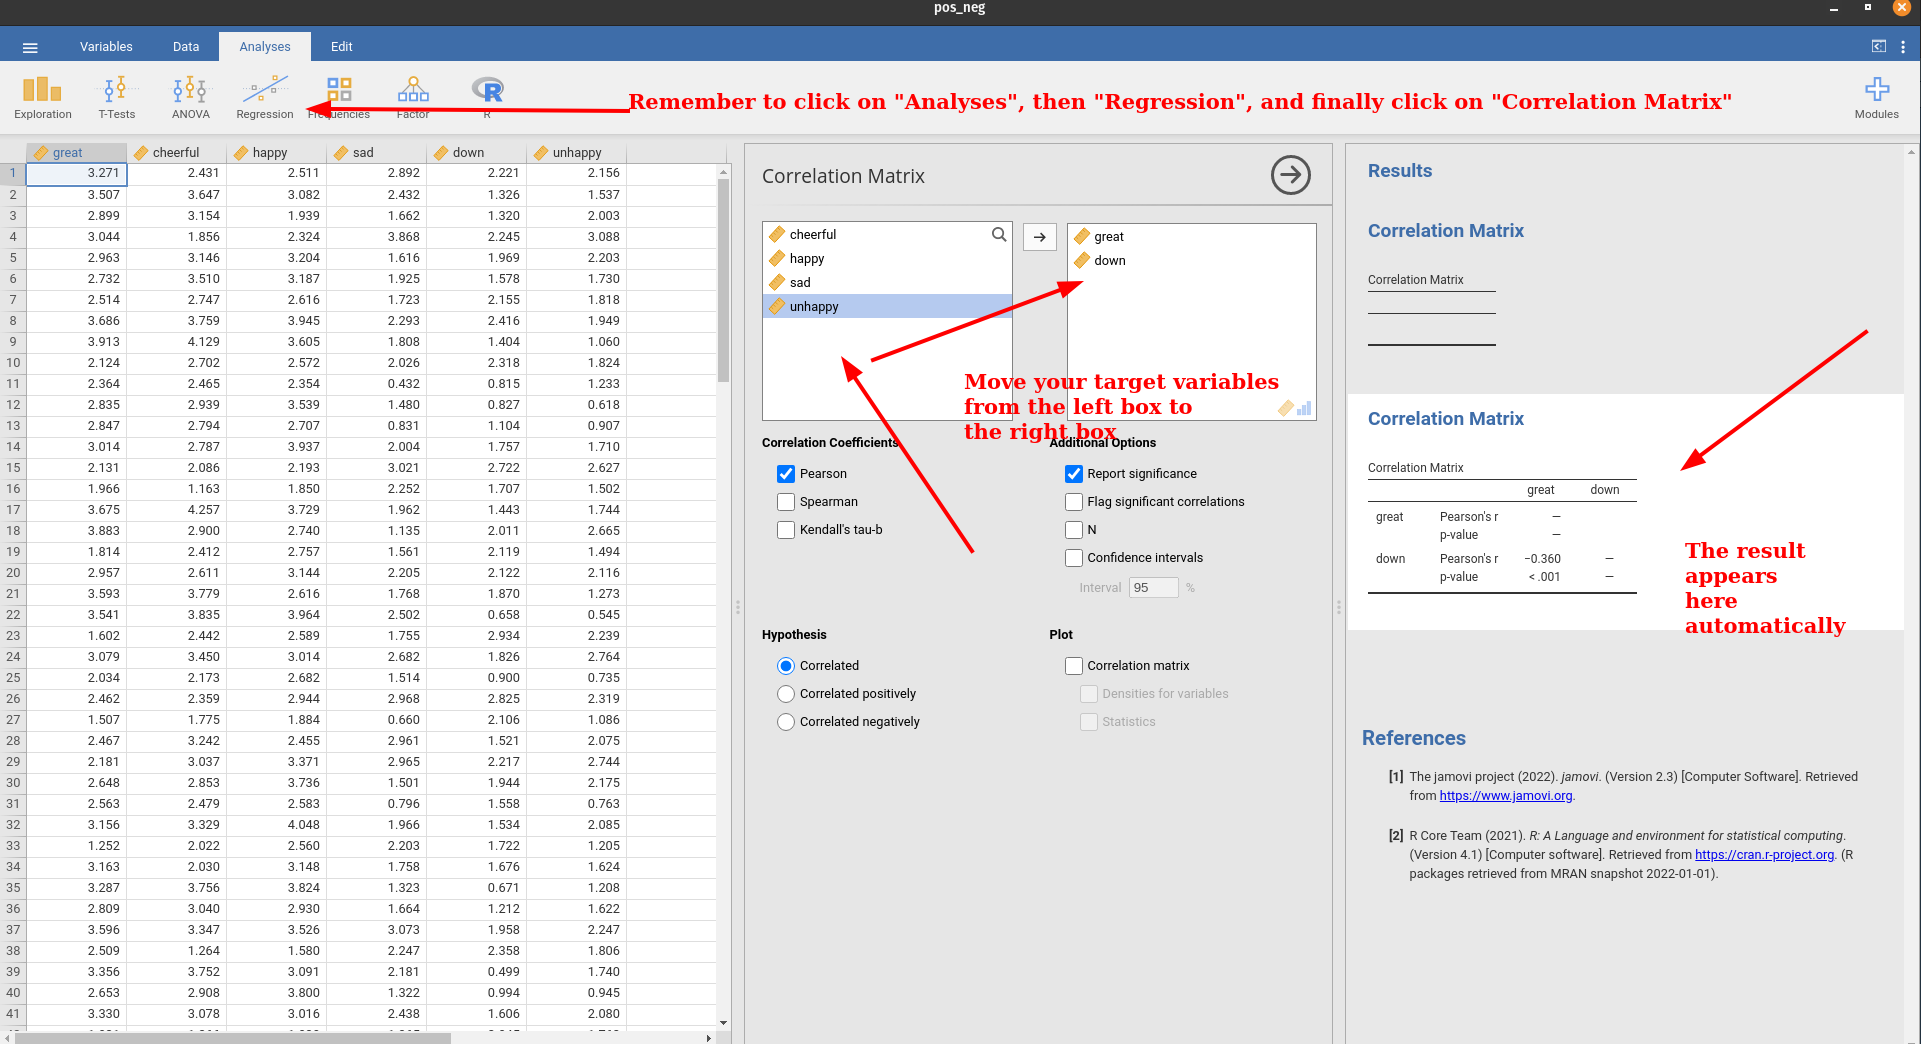 pos_neg
Variables Data Analyses Edit
Exploration T-Tests ANOVA Regression Frequencies Factor R Modules
Remember to click on "Analyses", then "Regression", and finally click on "Correlation Matrix"
great cheerful happy sad down unhappy
1 3.271 2.431 2.511 2.892 2.221 2.156
2 3.507 3.647 3.082 2.432 1.326 1.537
3 2.899 3.154 1.939 1.662 1.320 2.003
4 3.044 1.856 2.324 3.868 2.245 3.088
5 2.963 3.146 3.204 1.616 1.969 2.203
6 2.732 3.510 3.187 1.925 1.578 1.730
7 2.514 2.747 2.616 1.723 2.155 1.818
8 3.686 3.759 3.945 2.293 2.416 1.949
9 3.913 4.129 3.605 1.808 1.404 1.060
10 2.124 2.702 2.572 2.026 2.318 1.824
11 2.364 2.465 2.354 0.432 0.815 1.233
12 2.835 2.939 3.539 1.480 0.827 0.618
13 2.847 2.794 2.707 0.831 1.104 0.907
14 3.014 2.787 3.937 2.004 1.757 1.710
15 2.131 2.086 2.193 3.021 2.722 2.627
16 1.966 1.163 1.850 2.252 1.707 1.502
17 3.675 4.257 3.729 1.962 1.443 1.744
18 3.883 2.900 2.740 1.135 2.011 2.665
19 1.814 2.412 2.757 1.561 2.119 1.494
20 2.957 2.611 3.144 2.205 2.122 2.116
21 3.593 3.779 2.616 1.768 1.870 1.273
22 3.541 3.835 3.964 2.502 0.658 0.545
23 1.602 2.442 2.589 1.755 2.934 2.239
24 3.079 3.450 3.014 2.682 1.826 2.764
25 2.034 2.173 2.682 1.514 0.900 0.735
26 2.462 2.359 2.944 2.968 2.825 2.319
27 1.507 1.775 1.884 0.660 2.106 1.086
28 2.467 3.242 2.455 2.961 1.521 2.075
29 2.181 3.037 3.371 2.965 2.217 2.744
30 2.648 2.853 3.736 1.501 1.944 2.175
31 2.563 2.479 2.583 0.796 1.558 0.763
32 3.156 3.329 4.048 1.966 1.534 2.085
33 1.252 2.022 2.560 2.203 1.722 1.205
34 3.163 2.030 3.148 1.758 1.676 1.624
35 3.287 3.756 3.824 1.323 0.671 1.208
36 2.809 3.040 2.930 1.664 1.212 1.622
37 3.596 3.347 3.526 3.073 1.958 2.247
38 2.509 1.264 1.580 2.247 2.358 1.806
39 3.356 3.752 3.091 2.181 0.499 1.740
40 2.653 2.908 3.800 1.322 0.994 0.945
41 3.330 3.078 3.016 2.438 1.606 2.080
Correlation Matrix
cheerful
happy
sad
unhappy
great
down
Move your target variables
from the left box to
the right box
Correlation Coefficients
Pearson
Spearman
Kendall's tau-b
Additional Options
Report significance
Flag significant correlations
N
Confidence intervals
Interval 95 %
Hypothesis
Correlated
Correlated positively
Correlated negatively
Plot
Correlation matrix
Densities for variables
Statistics
Results
Correlation Matrix
Correlation Matrix
Correlation Matrix
Correlation Matrix
great down
great Pearson's r —
p-value —
down Pearson's r −0.360 —
p-value < .001 —
The result
appears
here
automatically
References
[1] The jamovi project (2022). jamovi. (Version 2.3) [Computer Software]. Retrieved
from https://www.jamovi.org.
[2] R Core Team (2021). R: A Language and environment for statistical computing.
(Version 4.1) [Computer software]. Retrieved from https://cran.r-project.org. (R
packages retrieved from MRAN snapshot 2022-01-01).